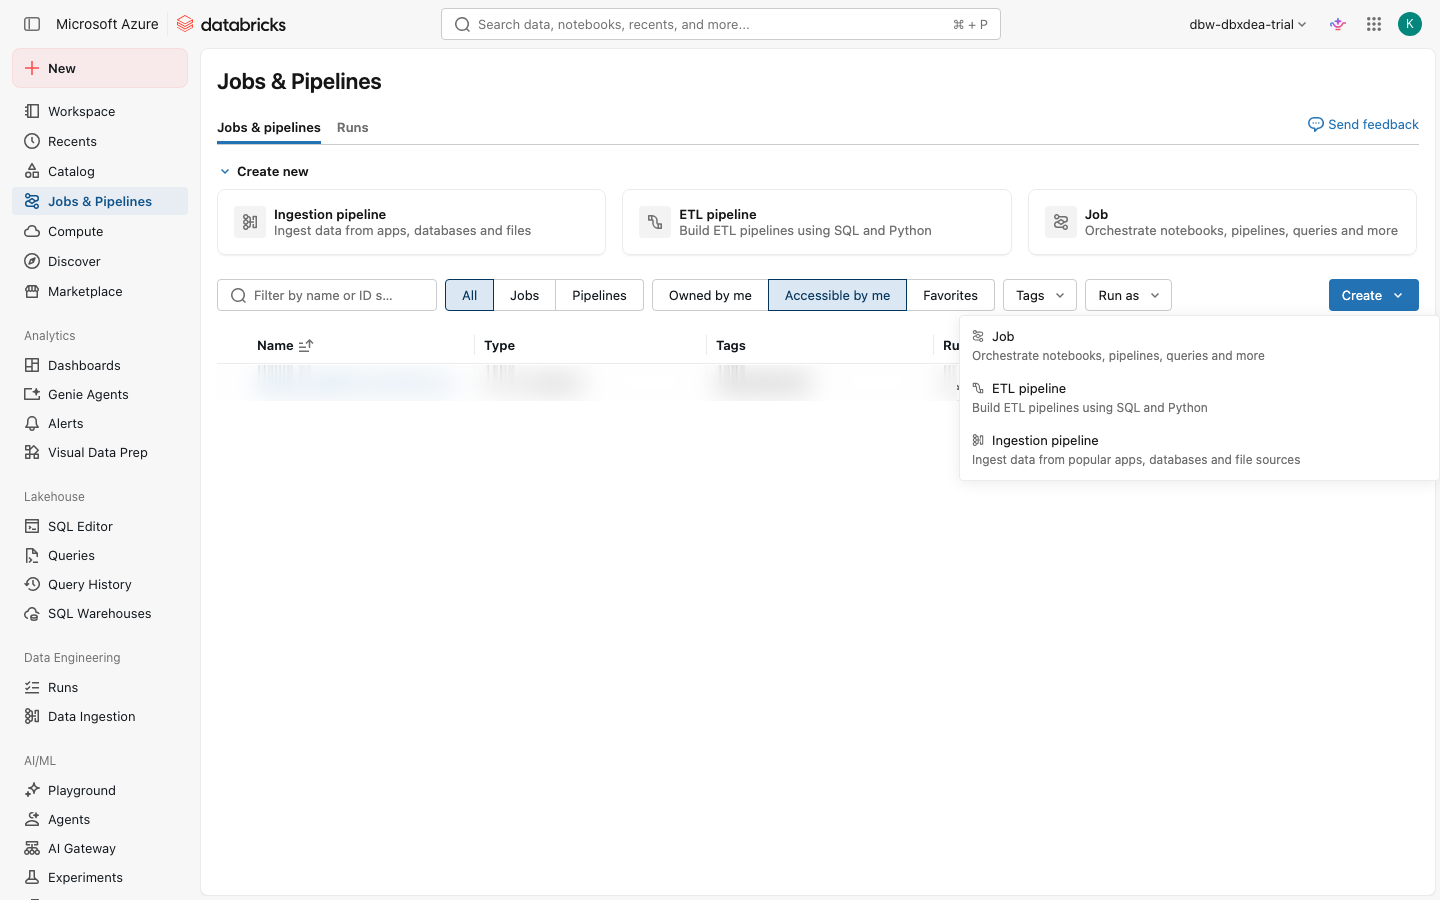 Microsoft Azure
databricks
Search data, notebooks, recents, and more...
⌘ + P
dbw-dbxdea-trial
K
New
Workspace
Recents
Catalog
Jobs & Pipelines
Compute
Discover
Marketplace
Analytics
Dashboards
Genie Agents
Alerts
Visual Data Prep
Lakehouse
SQL Editor
Queries
Query History
SQL Warehouses
Data Engineering
Runs
Data Ingestion
AI/ML
Playground
Agents
AI Gateway
Experiments
Jobs & Pipelines
Jobs & pipelines
Runs
Send feedback
Create new
Ingestion pipeline
Ingest data from apps, databases and files
ETL pipeline
Build ETL pipelines using SQL and Python
Job
Orchestrate notebooks, pipelines, queries and more
Filter by name or ID s...
All
Jobs
Pipelines
Owned by me
Accessible by me
Favorites
Tags
Run as
Create
Name
Type
Tags
Ru
Job
Orchestrate notebooks, pipelines, queries and more
ETL pipeline
Build ETL pipelines using SQL and Python
Ingestion pipeline
Ingest data from popular apps, databases and file sources